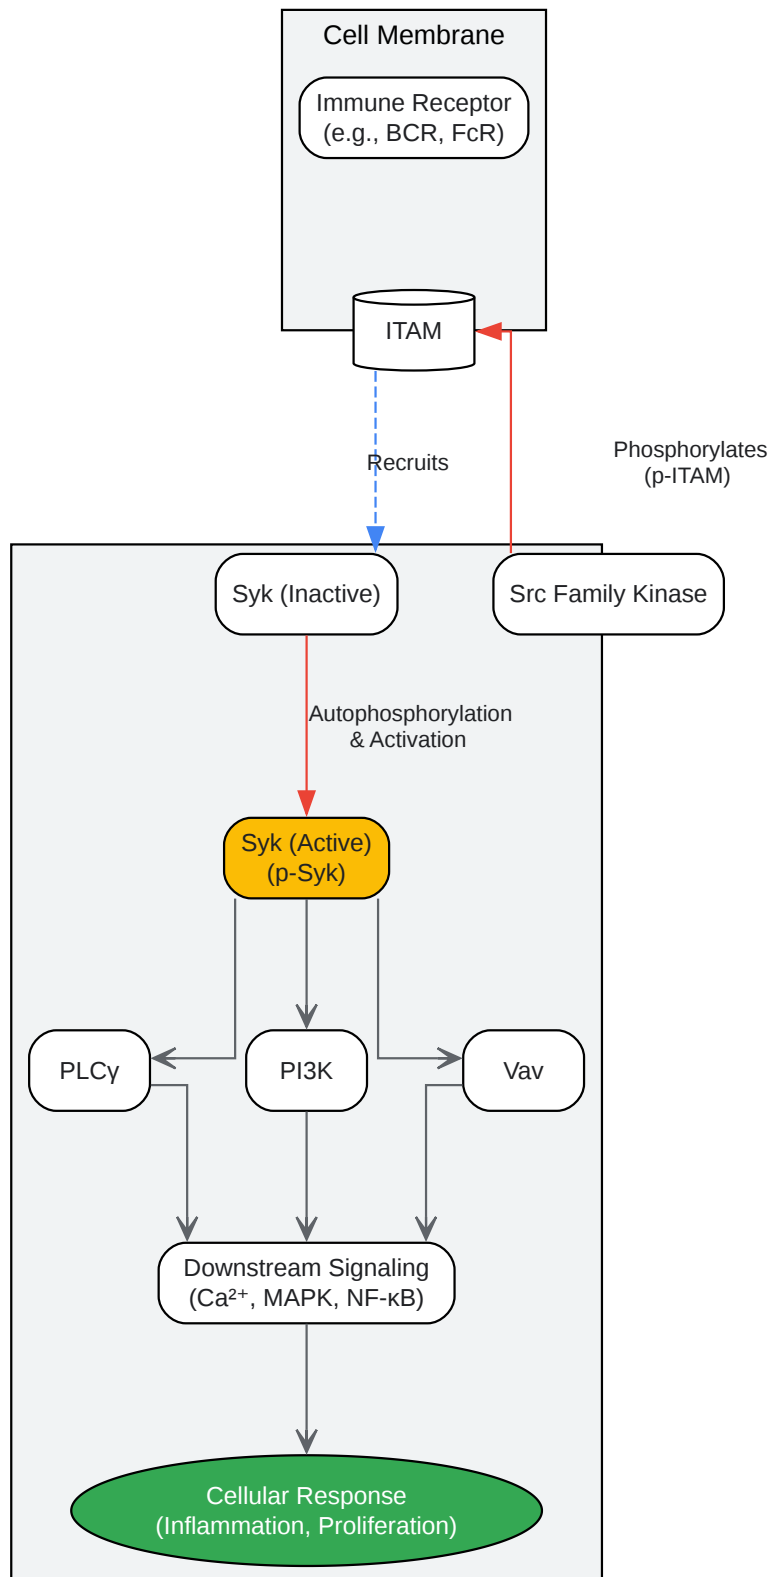 Cell Membrane
Immune Receptor
(e.g., BCR, FcR)
ITAM
Recruits
Phosphorylates
(p-ITAM)
Syk (Inactive)
Src Family Kinase
Autophosphorylation
& Activation
Syk (Active)
(p-Syk)
PLCγ
PI3K
Vav
Downstream Signaling
(Ca²⁺, MAPK, NF-κB)
Cellular Response
(Inflammation, Proliferation)